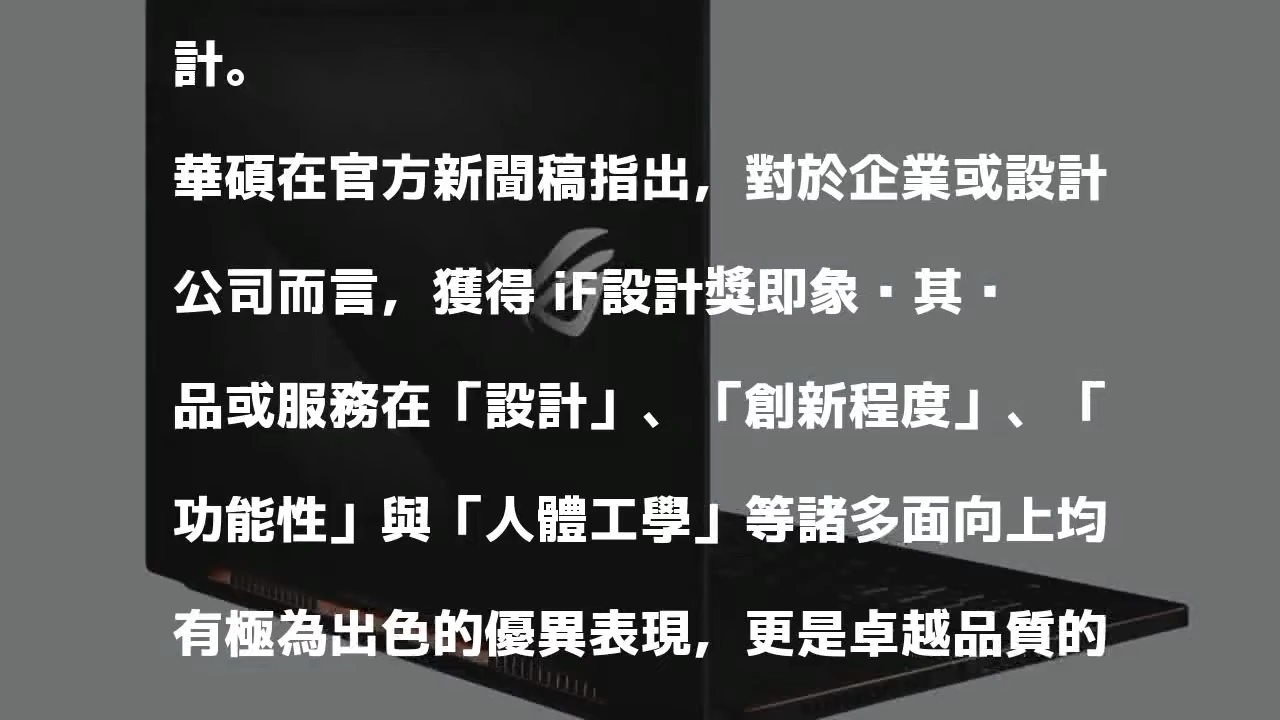 計。
華碩在官方新聞稿指出，對於企業或設計
公司而言，獲得 iF設計獎即象▪其▪
品或服務在「設計」、「創新程度」、「
功能性」與「人體工學」等諸多面向上均
有極為出色的優異表現，更是卓越品質的